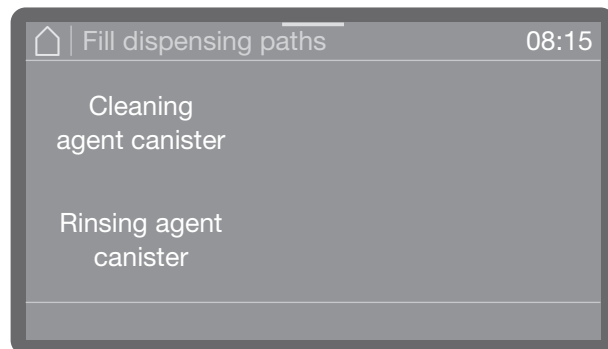 Fill dispensing paths 08:15
Cleaning
agent canister
Rinsing agent
canister